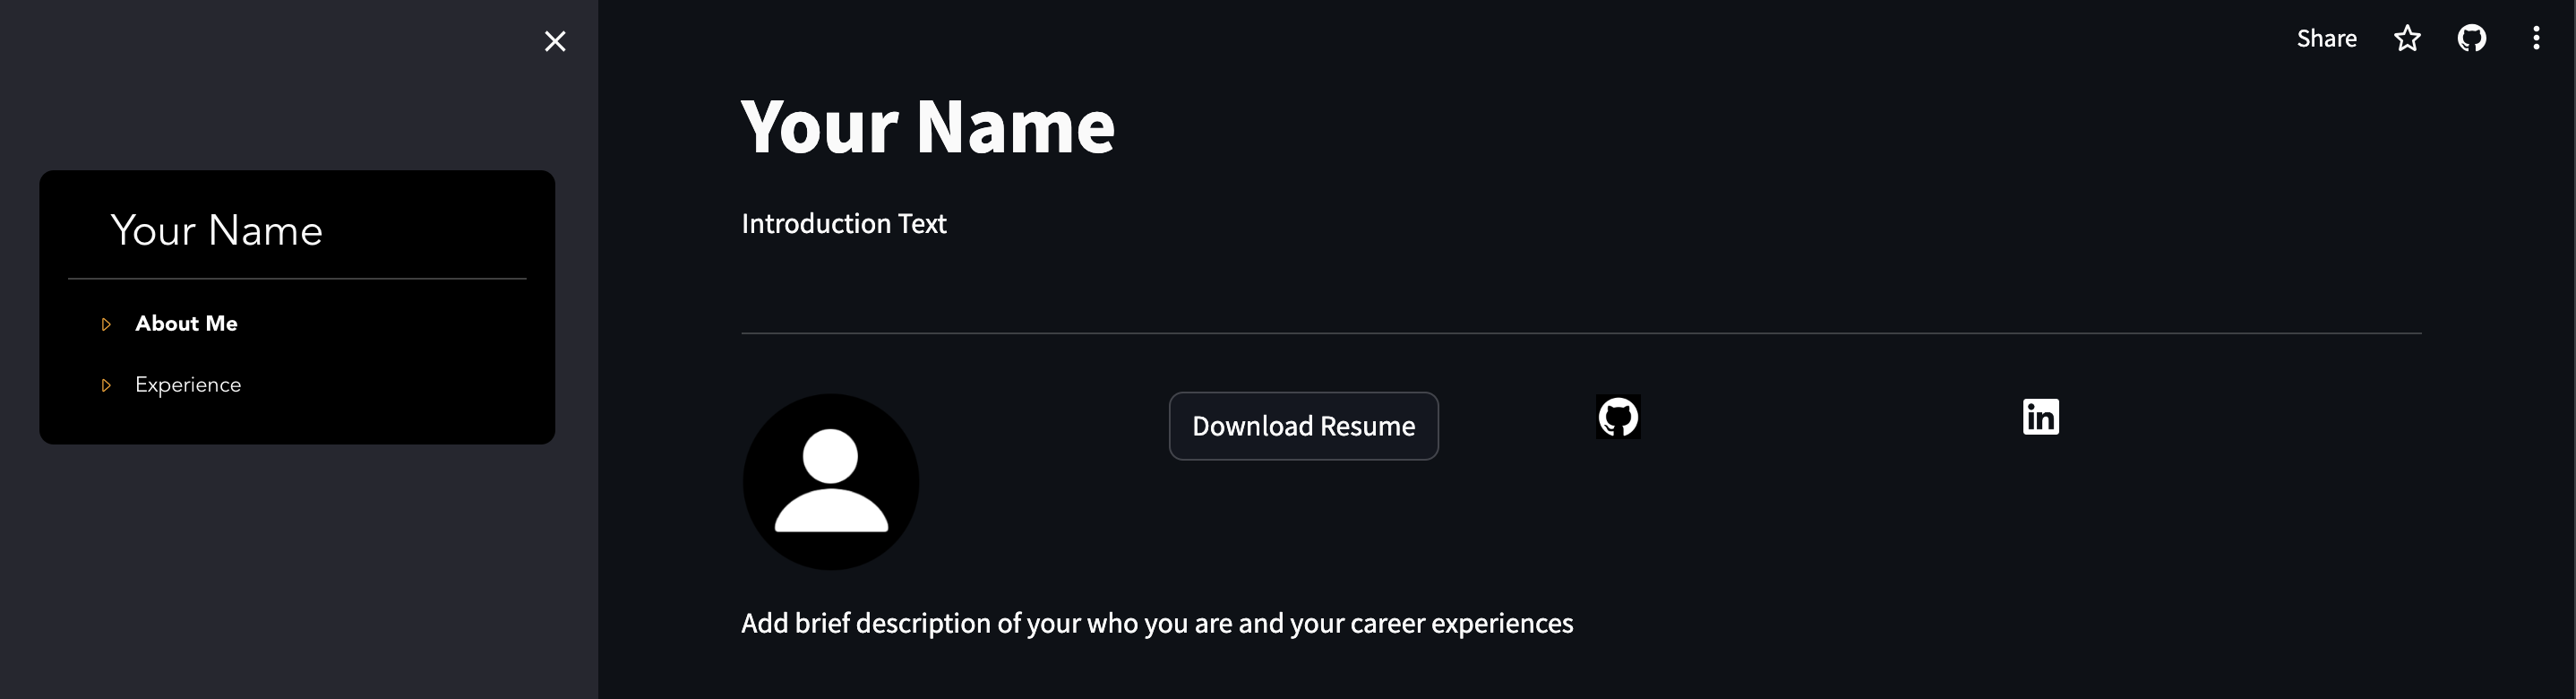 Share
Your Name
Introduction Text
Your Name
About Me
Experience
Download Resume
in
Add brief description of your who you are and your career experiences